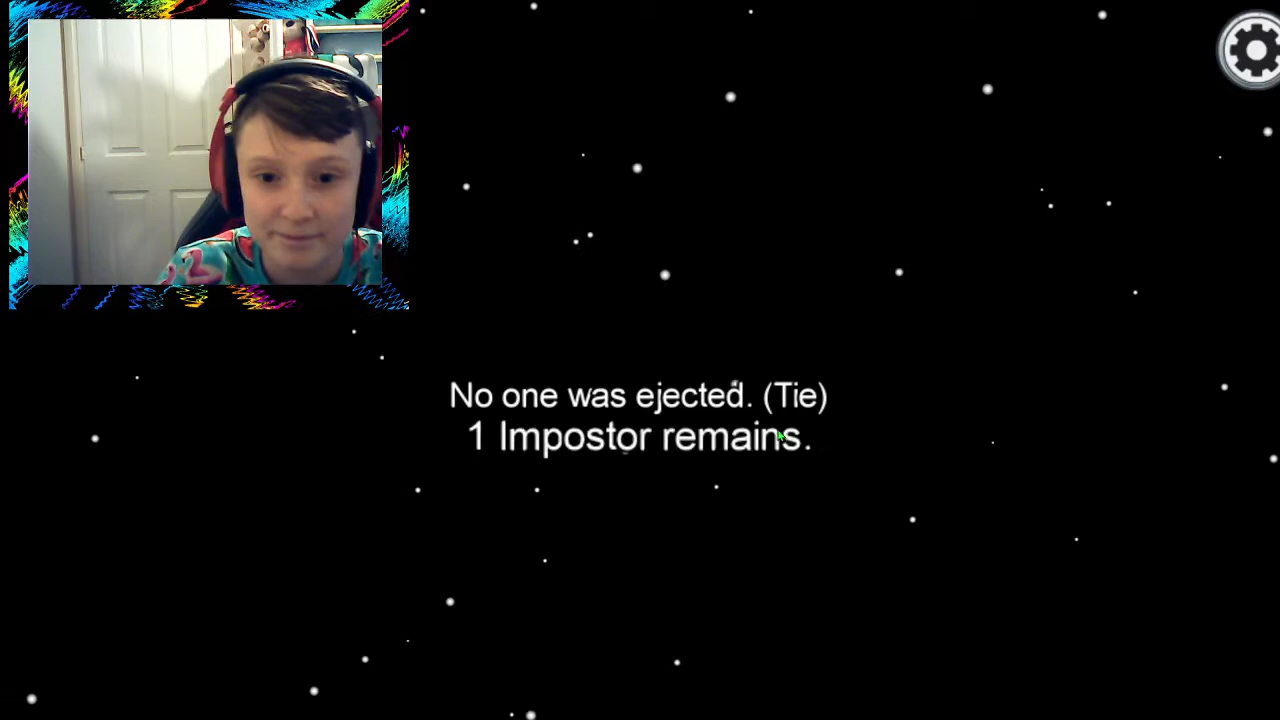 No one was ejected. (Tie)
1 Impostor remains.